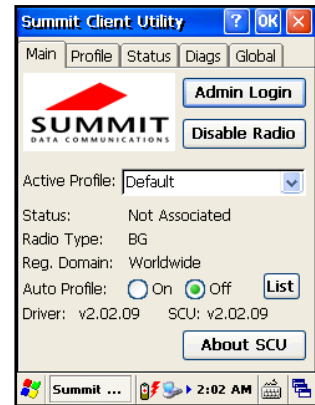 Summit Client Utility ? OK
Main Profile Status Diags Global
Admin Login
SUMMIT
DATA COMMUNICATIONS
Disable Radio
Active Profile: Default
Status: Not Associated
Radio Type: BG
Reg. Domain: Worldwide
Auto Profile: On Off List
Driver: v2.02.09 SCU: v2.02.09
About SCU
Summit ... 2:02 AM